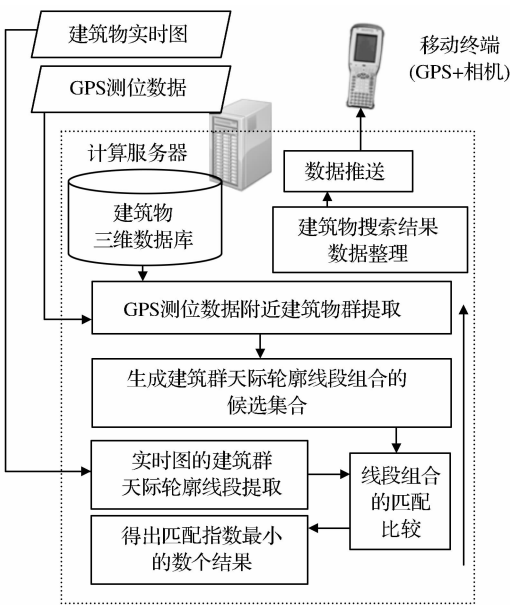 建筑物实时图
移动终端
(GPS+相机)
GPS测位数据
计算服务器
数据推送
建筑物
三维数据库
建筑物搜索结果
数据整理
GPS测位数据附近建筑物群提取
生成建筑群天际轮廓线段组合的
候选集合
实时图的建筑群
天际轮廓线段提取
线段组合
的匹配
比较
得出匹配指数最小
的数个结果